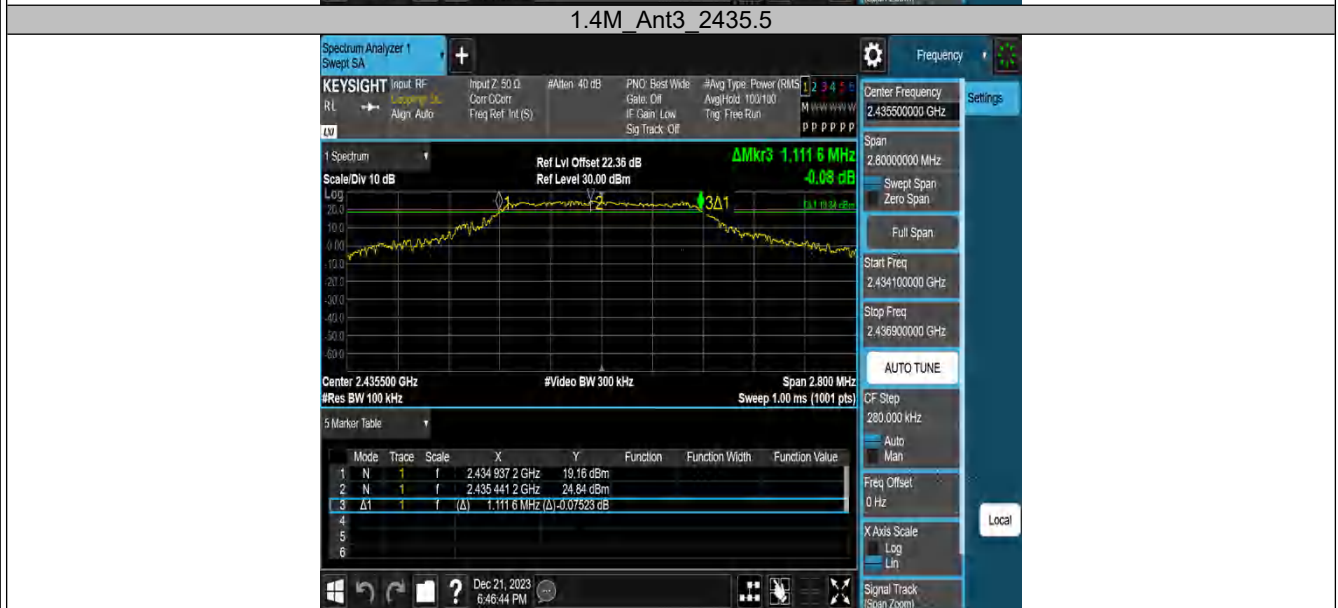 1.4M_Ant3_2435.5
Spectrum Analyzer 1
Swept SA
+
Frequency
KEYSIGHT
Input: RF
Input Z: 50 Ω
#Atten: 40 dB
PNO: Best Wide
#Avg Type: Power (RMS
1 2 3 4 5 6
RL
Align: Auto
Corr CCorr
Freq Ref: Int (S)
Gate: Off
IF Gain: Low
Sig Track: Off
Avg|Hold: 100/100
Trig: Free Run
M W W W W W
P P P P P P
LXI
Center Frequency
2.435500000 GHz
Settings
Span
2.80000000 MHz
Swept Span
Zero Span
Full Span
Start Freq
2.434100000 GHz
Stop Freq
2.436900000 GHz
AUTO TUNE
CF Step
280.000 kHz
Auto
Man
Freq Offset
0 Hz
X Axis Scale
Log
Lin
Signal Track
(Span Zoom)
Local
1 Spectrum
Scale/Div 10 dB
Ref Lvl Offset 22.36 dB
Ref Level 30.00 dBm
ΔMkr3 1.111 6 MHz
-0.08 dB
Log
20.0
10.0
0.00
-10.0
-20.0
-30.0
-40.0
-50.0
-60.0
1
2
3Δ1
Center 2.435500 GHz
#Res BW 100 kHz
#Video BW 300 kHz
Span 2.800 MHz
Sweep 1.00 ms (1001 pts)
5 Marker Table
Mode Trace Scale X Y Function Function Width Function Value
1 N 1 f 2.434 937 2 GHz 19.16 dBm
2 N 1 f 2.435 441 2 GHz 24.84 dBm
3 Δ1 1 f (Δ) 1.111 6 MHz (Δ) -0.07523 dB
4
5
6
?
Dec 21, 2023
6:46:44 PM